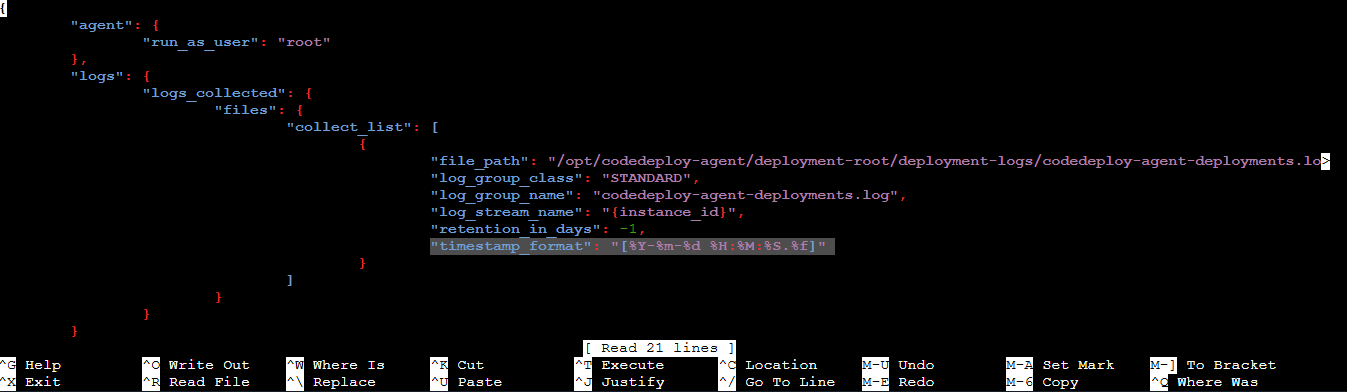 {
"agent": {
"run_as_user": "root"
},
"logs": {
"logs_collected": {
"files": {
"collect_list": [
{
"file_path": "/opt/codedeploy-agent/deployment-root/deployment-logs/codedeploy-agent-deployments.lo>
"log_group_class": "STANDARD",
"log_group_name": "codedeploy-agent-deployments.log",
"log_stream_name": "{instance_id}",
"retention_in_days": -1,
"timestamp_format": "[%Y-%m-%d %H:%M:%S.%f]"
}
]
}
}
}
[ Read 21 lines ]
^G Help ^O Write Out ^W Where Is ^K Cut ^T Execute ^C Location M-U Undo M-A Set Mark M-] To Bracket
^X Exit ^R Read File ^\ Replace ^U Paste ^J Justify ^/ Go To Line M-E Redo M-6 Copy ^Q Where Was